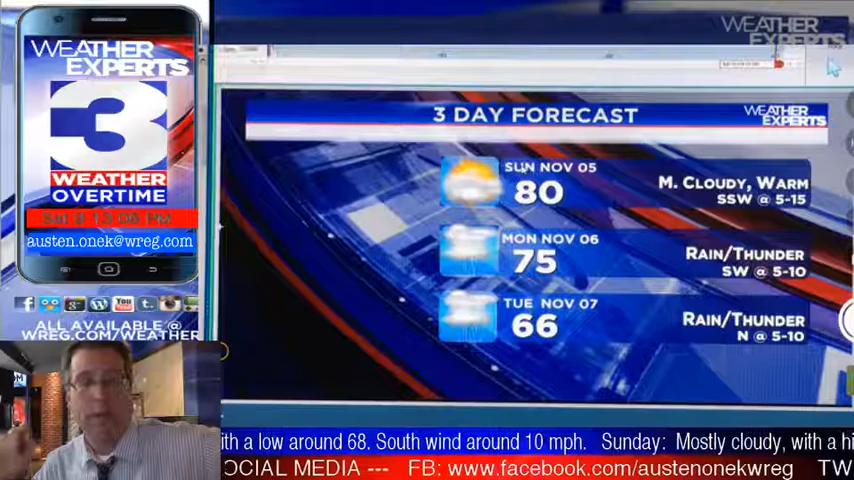 WEATHER
EXPERTS
3
WEATHER
OVERTIME
austen.onek@wreg.com
ALL AVAILABLE @
WREG.COM/WEATHER
WEATHER
EXPERTS
3 DAY FORECAST
WEATHER
EXPERTS
SUN NOV 05
80
M. CLOUDY, WARM
SSW @ 5-15
MON NOV 06
75
RAIN/THUNDER
SW @ 5-10
TUE NOV 07
66
RAIN/THUNDER
N @ 5-10
ith a low around 68. South wind around 10 mph. Sunday: Mostly cloudy, with a hi
OCIAL MEDIA --- FB: www.facebook.com/austenonekwreg TW